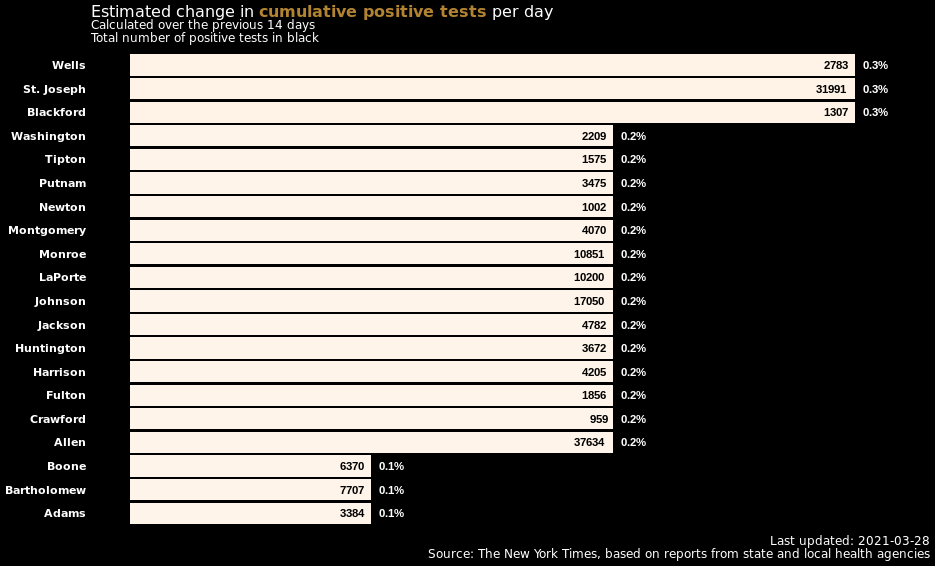 Estimated change in cumulative positive tests per day
Calculated over the previous 14 days
Total number of positive tests in black
Wells 2783 0.3%
St. Joseph 31991 0.3%
Blackford 1307 0.3%
Washington 2209 0.2%
Tipton 1575 0.2%
Putnam 3475 0.2%
Newton 1002 0.2%
Montgomery 4070 0.2%
Monroe 10851 0.2%
LaPorte 10200 0.2%
Johnson 17050 0.2%
Jackson 4782 0.2%
Huntington 3672 0.2%
Harrison 4205 0.2%
Fulton 1856 0.2%
Crawford 959 0.2%
Allen 37634 0.2%
Boone 6370 0.1%
Bartholomew 7707 0.1%
Adams 3384 0.1%
Last updated: 2021-03-28
Source: The New York Times, based on reports from state and local health agencies